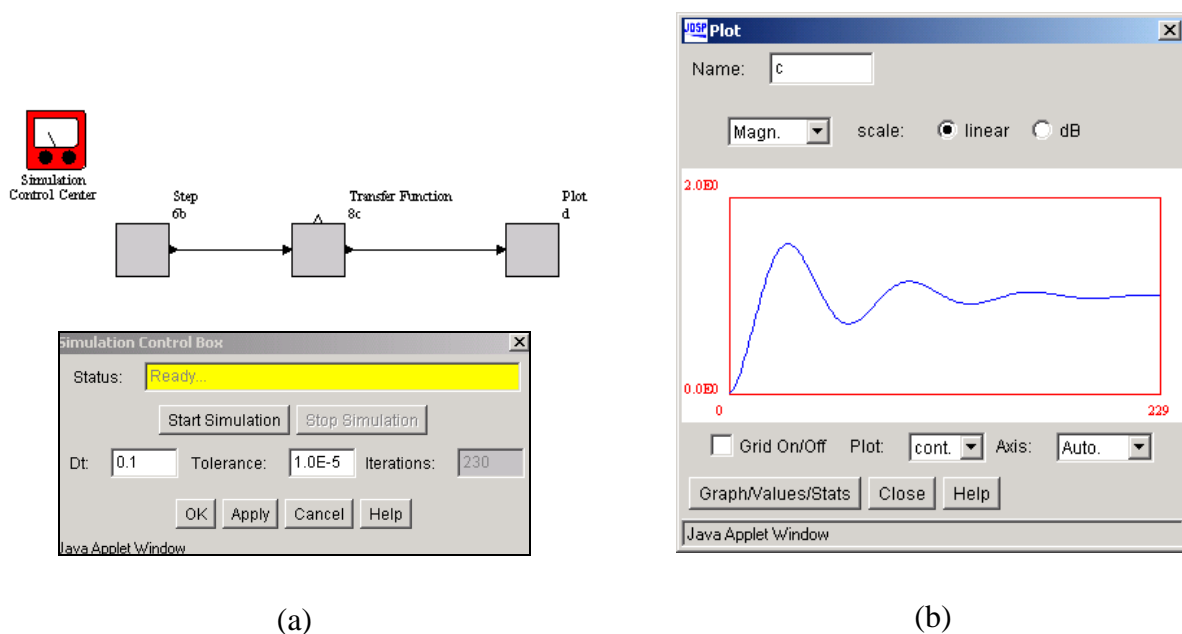 Simulation
Control Center
Step
6b
Transfer Function
8c
Plot
d
Simulation Control Box
Status: Ready...
Start Simulation Stop Simulation
Dt: 0.1 Tolerance: 1.0E-5 Iterations: 230
OK Apply Cancel Help
Java Applet Window
(a)
JDSP Plot
Name: c
Magn. scale: linear dB
2.0E0
0.0E0
0 229
Grid On/Off Plot: cont. Axis: Auto.
Graph/Values/Stats Close Help
Java Applet Window
(b)